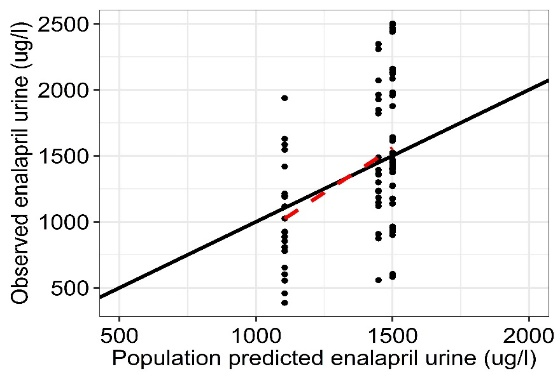 Observed enalapril urine (ug/l)
2500
2000
1500
1000
500
500 1000 1500 2000
Population predicted enalapril urine (ug/l)